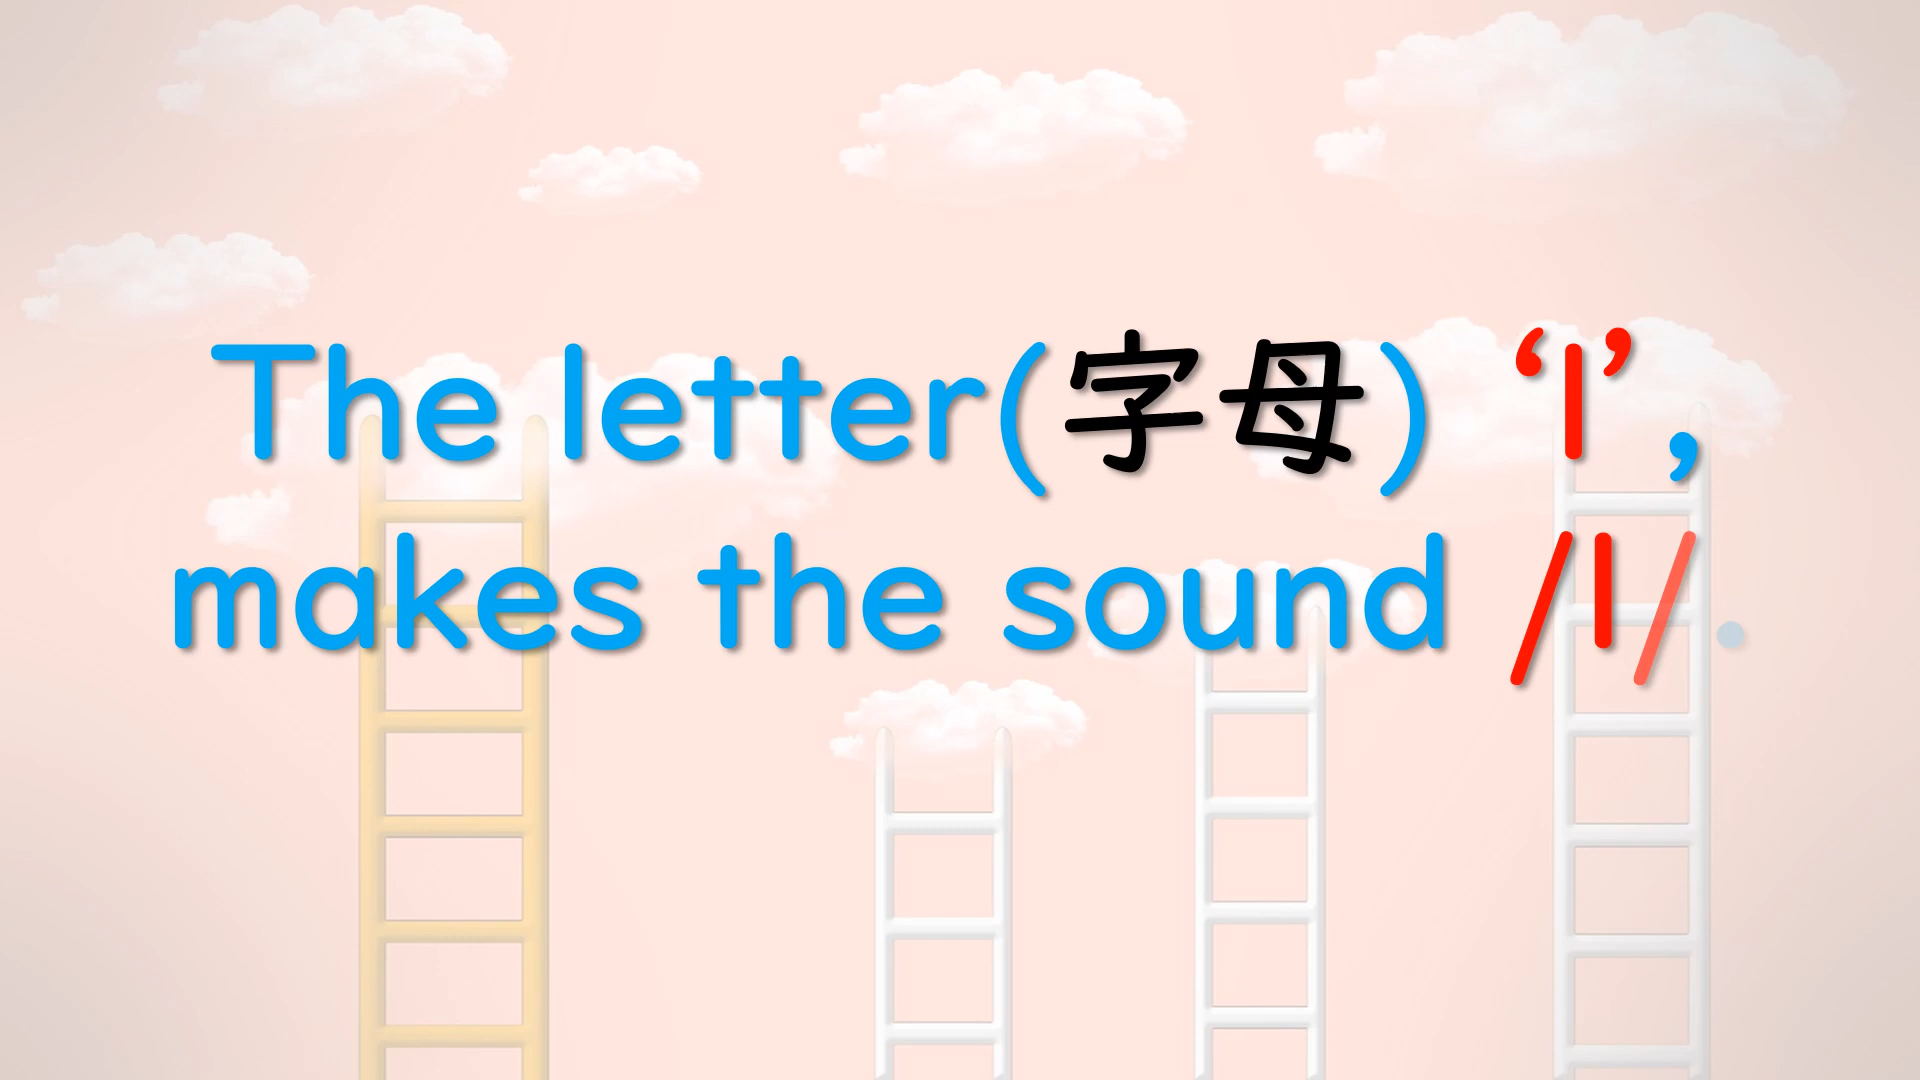 The letter(字母) ‘l’,
makes the sound /l/.